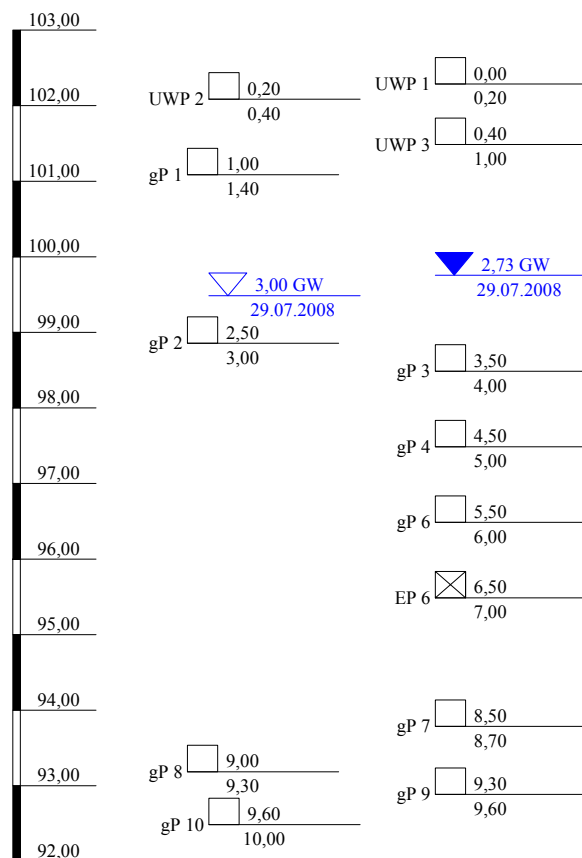 103,00
102,00
101,00
100,00
99,00
98,00
97,00
96,00
95,00
94,00
93,00
92,00
UWP 2
0,20
0,40
gP 1
1,00
1,40
3,00 GW
29.07.2008
gP 2
2,50
3,00
gP 8
9,00
9,30
gP 10
9,60
10,00
UWP 1
0,00
0,20
UWP 3
0,40
1,00
2,73 GW
29.07.2008
gP 3
3,50
4,00
gP 4
4,50
5,00
gP 6
5,50
6,00
EP 6
6,50
7,00
gP 7
8,50
8,70
gP 9
9,30
9,60